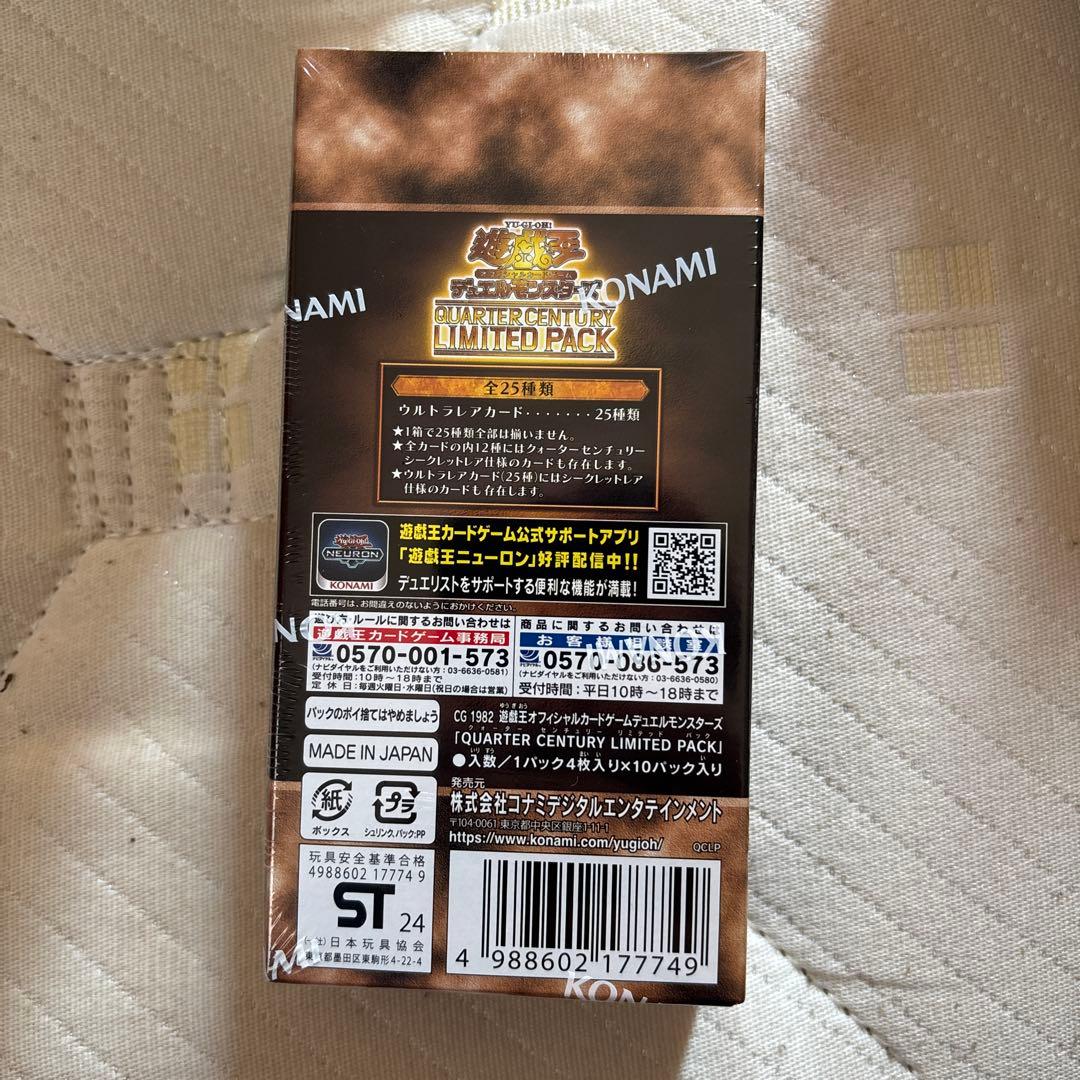 YU-GI-OH!
遊戯王
オフィシャルカードゲーム
デュエルモンスターズ
KONAMI
NAMI
QUARTER CENTURY
LIMITED PACK
全25種類
ウルトラレアカード・・・・・・・25種類
★1箱で25種類全部は揃いません。
★全カードの内12種にはクォーターセンチュリー
シークレットレア仕様のカードも存在します。
★ウルトラレアカード(25種)にはシークレットレア
仕様のカードも存在します。
Yu-Gi-Oh!
NEURON
KONAMI
遊戯王カードゲーム公式サポートアプリ
「遊戯王ニューロン」好評配信中!!
デュエリストをサポートする便利な機能が満載!
電話番号は、お間違えのないようにおかけください。
遊び方・ルールに関するお問い合わせは
遊戯王カードゲーム事務局
0570-001-573
(ナビダイヤルをご利用いただけない方:03-6636-0581)
受付時間:10時〜18時まで
定休日:毎週火曜日・水曜日(祝日の場合は営業)
商品に関するお問い合わせは
お客様相談室
0570-086-573
(ナビダイヤルをご利用いただけない方:03-6636-0580)
受付時間:平日10時〜18時まで
パックのポイ捨てはやめましょう
MADE IN JAPAN
紙
ボックス
プラ
シュリンク,パック:PP
CG 1982 遊戯王オフィシャルカードゲームデュエルモンスターズ
「QUARTER CENTURY LIMITED PACK」
●入数/1パック4枚入り×10パック入り
発売元
株式会社コナミデジタルエンタテインメント
〒104-0061 東京都中央区銀座1-11-1
https://www.konami.com/yugioh/
QCLP
玩具安全基準合格
4988602 17774 9
ST 24
(一社)日本玩具協会
東京都墨田区東駒形4-22-4
4 988602 177749
KONAMI